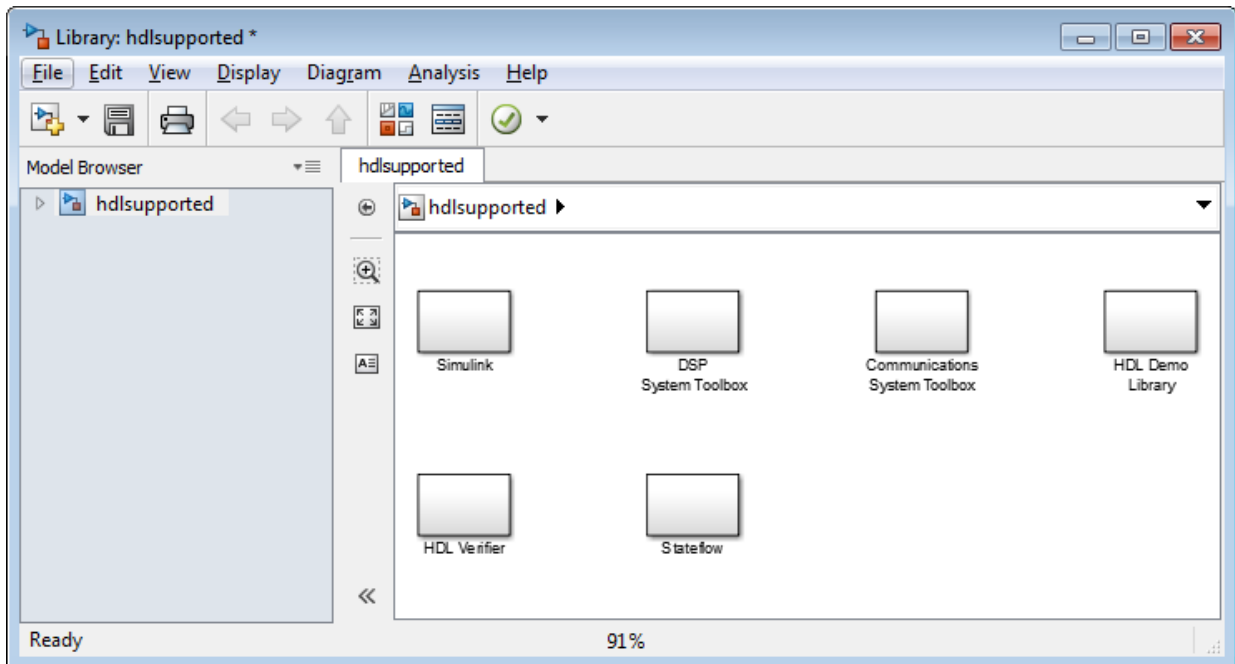 Library: hdlsupported *
File Edit View Display Diagram Analysis Help
Model Browser
hdlsupported
hdlsupported
hdlsupported
Simulink
DSP
System Toolbox
Communications
System Toolbox
HDL Demo
Library
HDL Verifier
Stateflow
Ready
91%